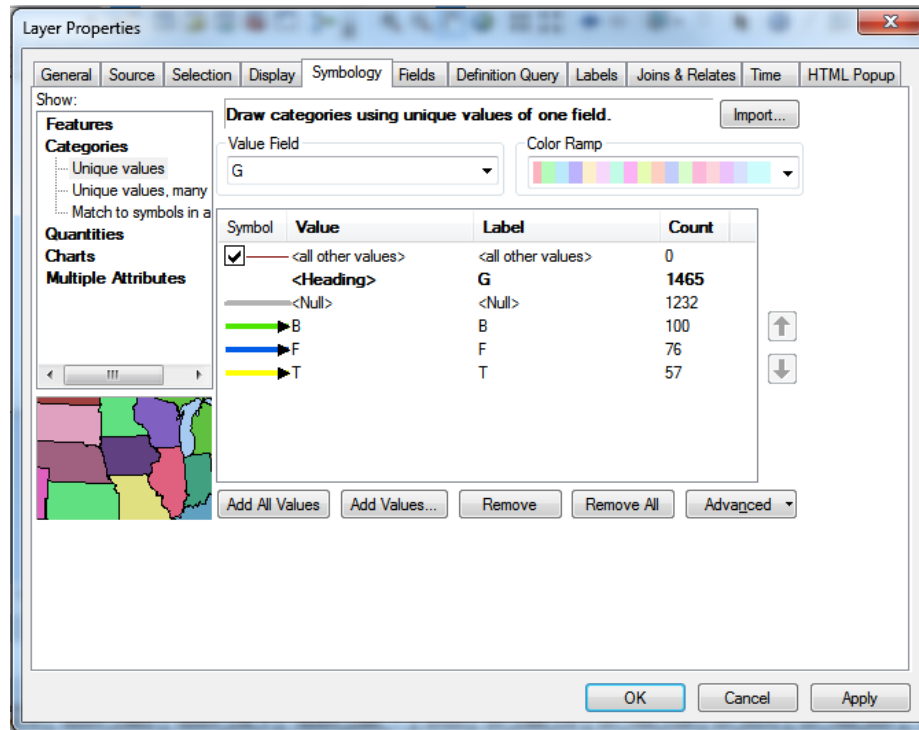 Layer Properties
General Source Selection Display Symbology Fields Definition Query Labels Joins & Relates Time HTML Popup
Show:
Features
Categories
Unique values
Unique values, many
Match to symbols in a
Quantities
Charts
Multiple Attributes
Draw categories using unique values of one field.
Import...
Value Field
G
Color Ramp
Symbol Value Label Count
<all other values> <all other values> 0
<Heading> G 1465
<Null> <Null> 1232
B B 100
F F 76
T T 57
Add All Values Add Values... Remove Remove All Advanced
OK Cancel Apply